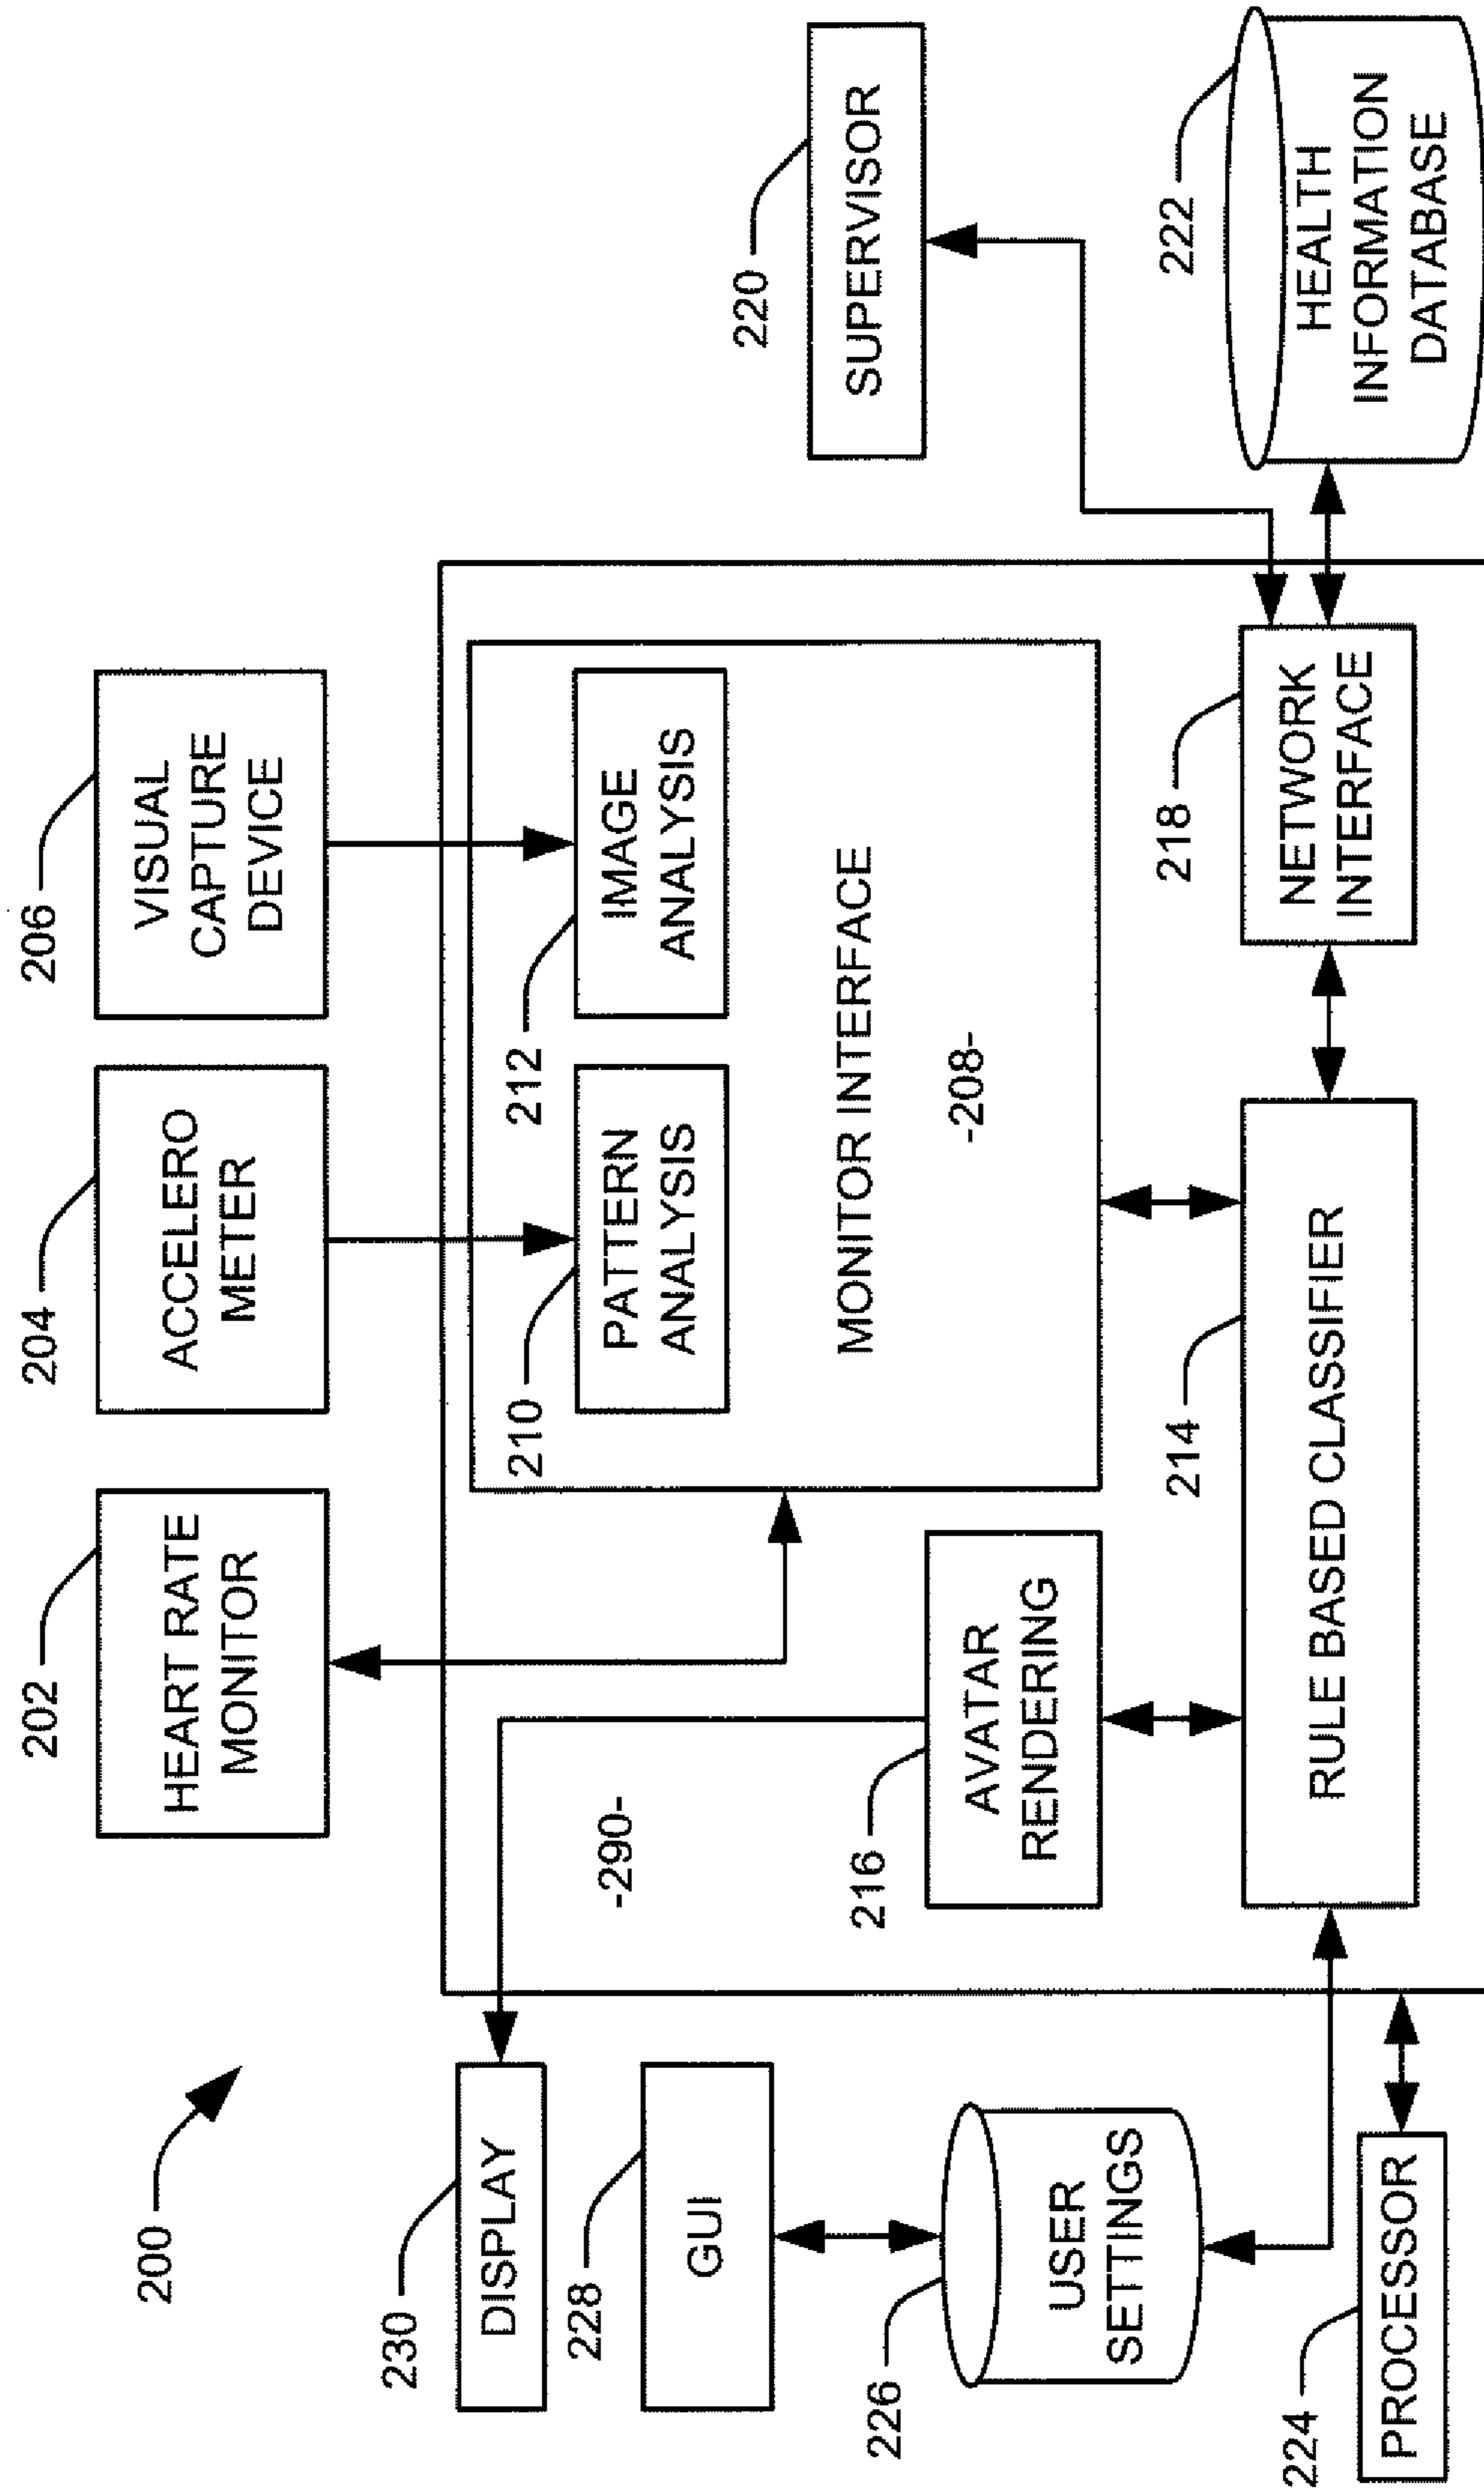 200
202
HEART RATE
MONITOR
204
ACCELERO
METER
206
VISUAL
CAPTURE
DEVICE
230
DISPLAY
-290-
210
PATTERN
ANALYSIS
212
IMAGE
ANALYSIS
228
GUI
MONITOR INTERFACE
-208-
220
SUPERVISOR
216
AVATAR
RENDERING
226
USER
SETTINGS
214
RULE BASED CLASSIFIER
218
NETWORK
INTERFACE
222
HEALTH
INFORMATION
DATABASE
224
PROCESSOR